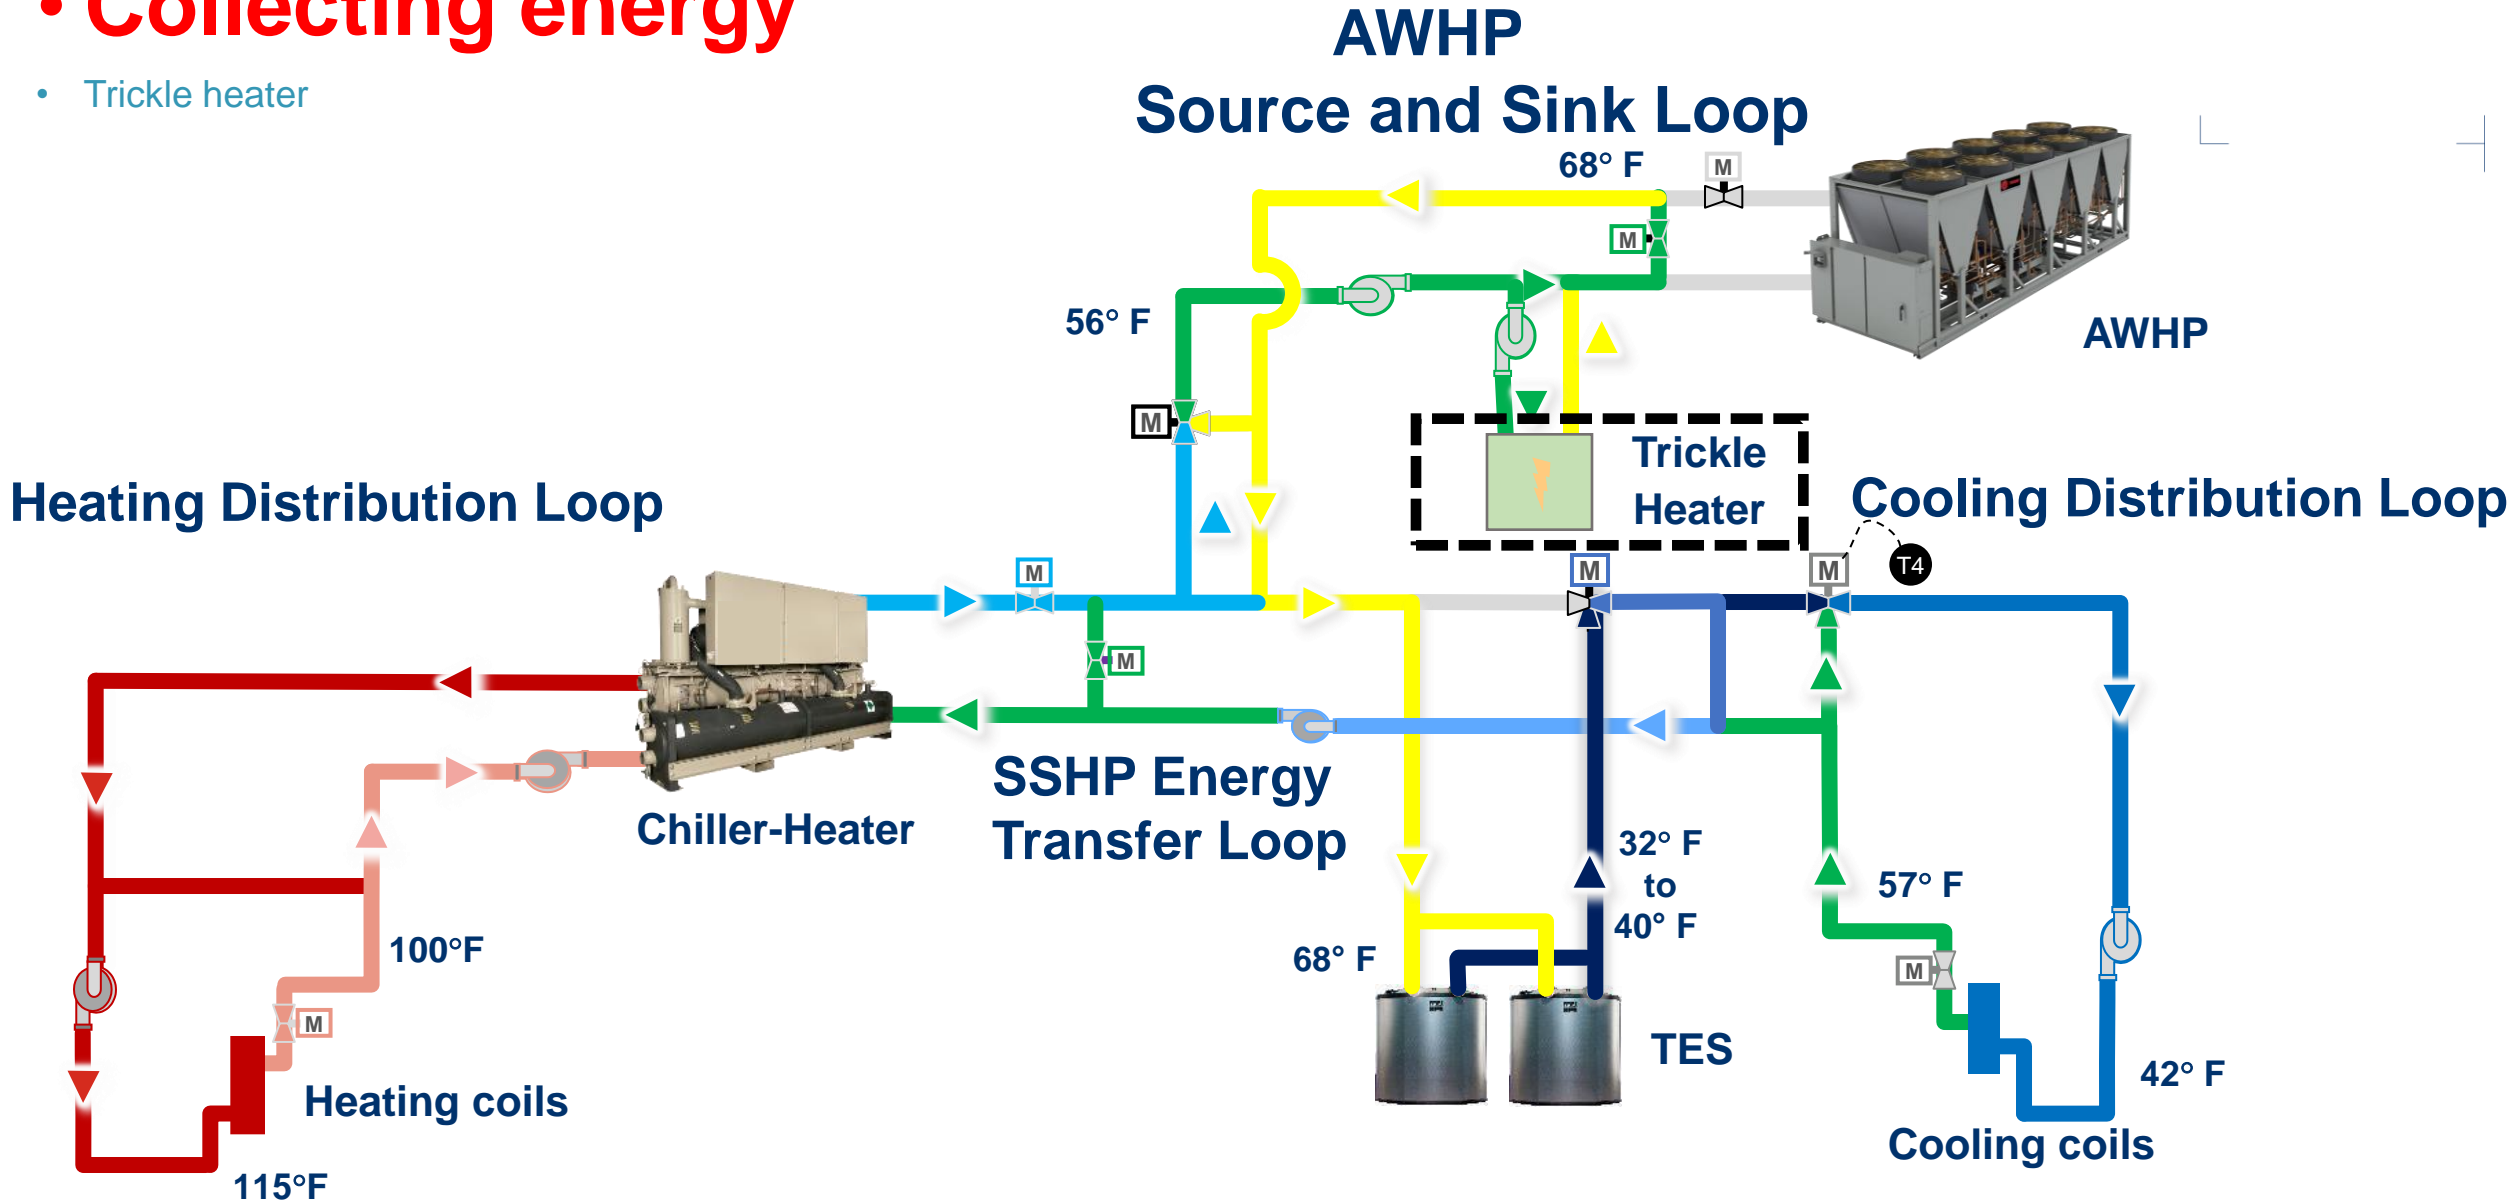 • Collecting energy
• Trickle heater
AWHP
Source and Sink Loop
68° F
M
M
56° F
AWHP
M
Trickle
Heater
Heating Distribution Loop
Cooling Distribution Loop
M
M
M
T4
M
SSHP Energy
Transfer Loop
Chiller-Heater
32° F
to
40° F
57° F
100°F
68° F
M
M
TES
Heating coils
42° F
Cooling coils
115°F